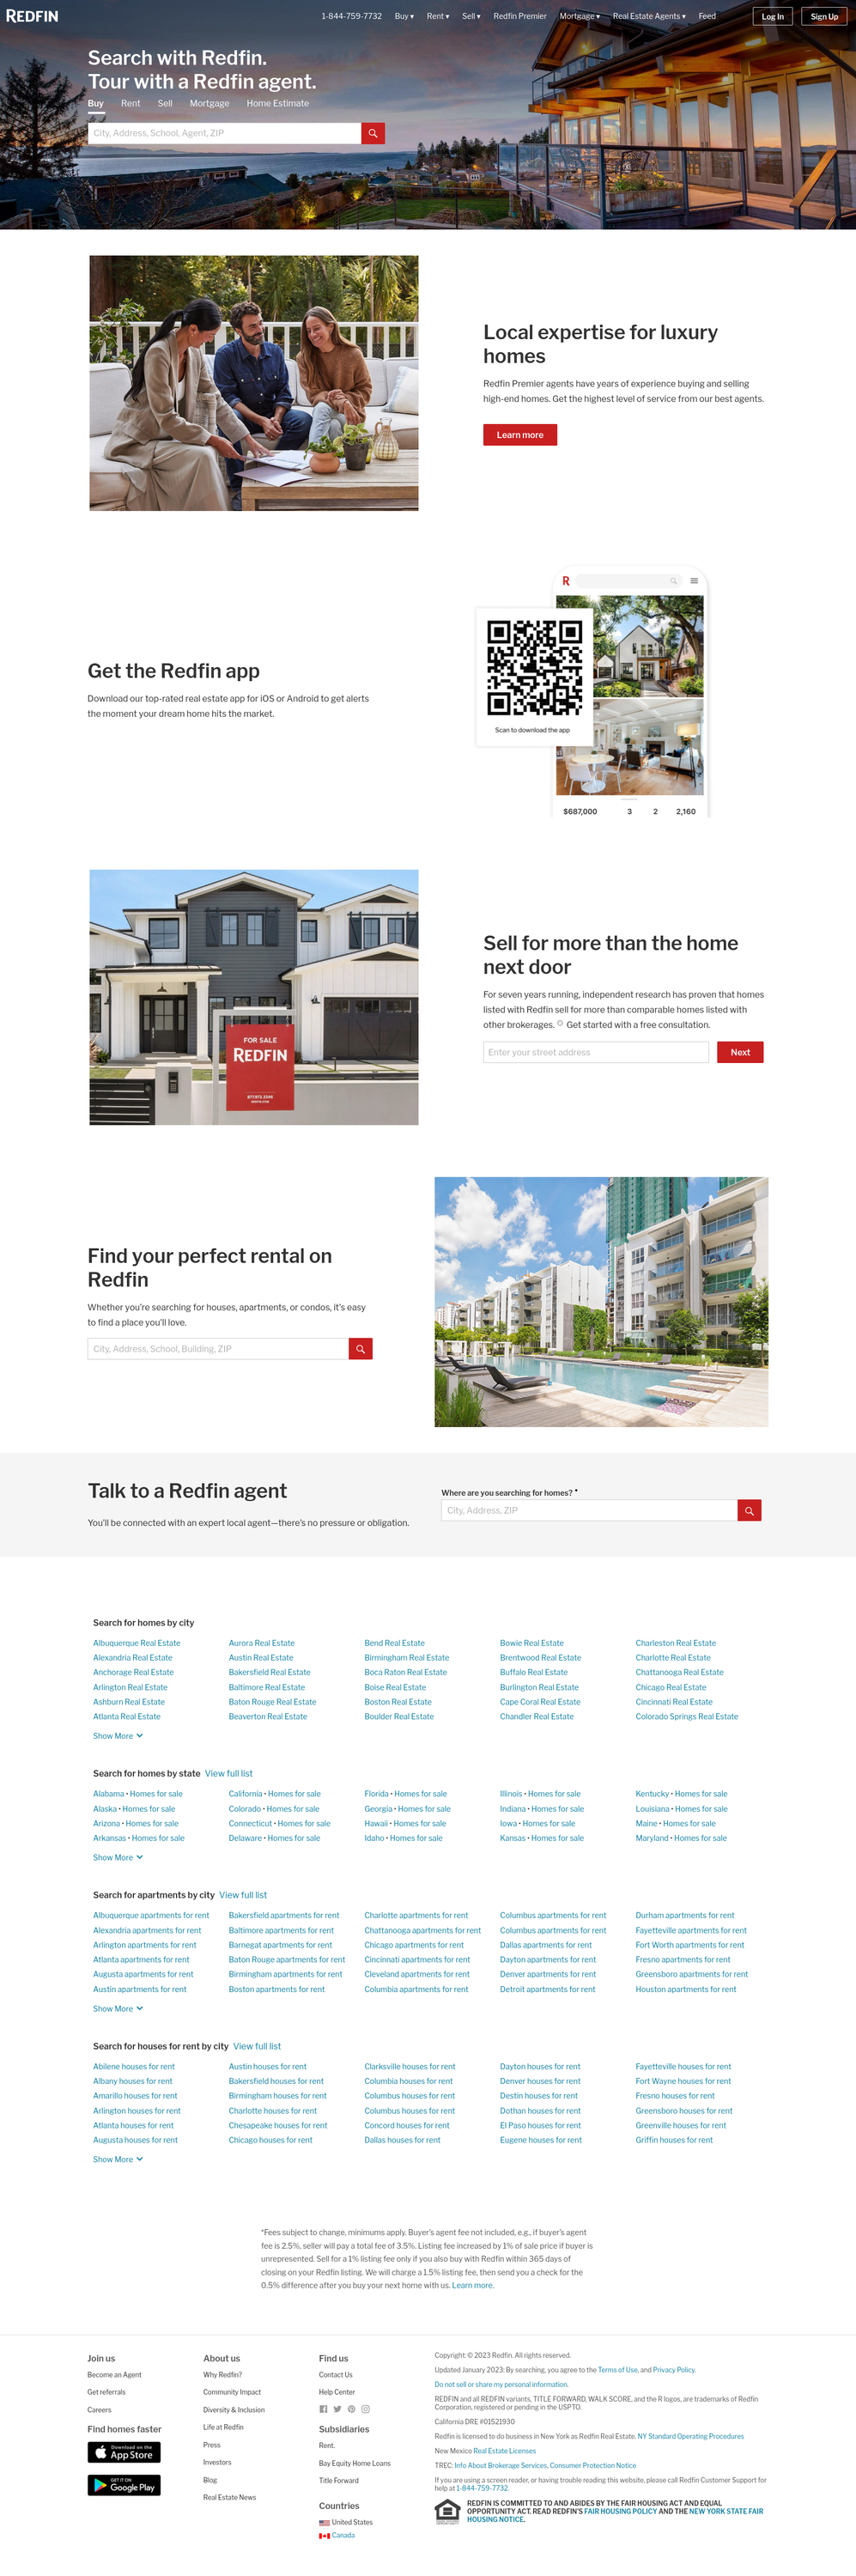 REDFIN
1-844-759-7732 Buy ▾ Rent ▾ Sell ▾ Redfin Premier Mortgage ▾ Real Estate Agents ▾ Feed Log In Sign Up
Search with Redfin.
Tour with a Redfin agent.
Buy Rent Sell Mortgage Home Estimate
City, Address, School, Agent, ZIP
Local expertise for luxury
homes
Redfin Premier agents have years of experience buying and selling
high-end homes. Get the highest level of service from our best agents.
Learn more
Get the Redfin app
Download our top-rated real estate app for iOS or Android to get alerts
the moment your dream home hits the market.
R
Scan to download the app
$687,000 3 2 2,160
FOR SALE
REDFIN
877.973.3346
Sell for more than the home
next door
For seven years running, independent research has proven that homes
listed with Redfin sell for more than comparable homes listed with
other brokerages. Get started with a free consultation.
Enter your street address Next
Find your perfect rental on
Redfin
Whether you're searching for houses, apartments, or condos, it's easy
to find a place you'll love.
City, Address, School, Building, ZIP
Talk to a Redfin agent
You'll be connected with an expert local agent—there's no pressure or obligation.
Where are you searching for homes? *
City, Address, ZIP
Search for homes by city
Albuquerque Real Estate Aurora Real Estate Bend Real Estate Bowie Real Estate Charleston Real Estate
Alexandria Real Estate Austin Real Estate Birmingham Real Estate Brentwood Real Estate Charlotte Real Estate
Anchorage Real Estate Bakersfield Real Estate Boca Raton Real Estate Buffalo Real Estate Chattanooga Real Estate
Arlington Real Estate Baltimore Real Estate Boise Real Estate Burlington Real Estate Chicago Real Estate
Ashburn Real Estate Baton Rouge Real Estate Boston Real Estate Cape Coral Real Estate Cincinnati Real Estate
Atlanta Real Estate Beaverton Real Estate Boulder Real Estate Chandler Real Estate Colorado Springs Real Estate
Show More
Search for homes by state View full list
Alabama • Homes for sale California • Homes for sale Florida • Homes for sale Illinois • Homes for sale Kentucky • Homes for sale
Alaska • Homes for sale Colorado • Homes for sale Georgia • Homes for sale Indiana • Homes for sale Louisiana • Homes for sale
Arizona • Homes for sale Connecticut • Homes for sale Hawaii • Homes for sale Iowa • Homes for sale Maine • Homes for sale
Arkansas • Homes for sale Delaware • Homes for sale Idaho • Homes for sale Kansas • Homes for sale Maryland • Homes for sale
Show More
Search for apartments by city View full list
Albuquerque apartments for rent Bakersfield apartments for rent Charlotte apartments for rent Columbus apartments for rent Durham apartments for rent
Alexandria apartments for rent Baltimore apartments for rent Chattanooga apartments for rent Columbus apartments for rent Fayetteville apartments for rent
Arlington apartments for rent Barnegat apartments for rent Chicago apartments for rent Dallas apartments for rent Fort Worth apartments for rent
Atlanta apartments for rent Baton Rouge apartments for rent Cincinnati apartments for rent Dayton apartments for rent Fresno apartments for rent
Augusta apartments for rent Birmingham apartments for rent Cleveland apartments for rent Denver apartments for rent Greensboro apartments for rent
Austin apartments for rent Boston apartments for rent Columbia apartments for rent Detroit apartments for rent Houston apartments for rent
Show More
Search for houses for rent by city View full list
Abilene houses for rent Austin houses for rent Clarksville houses for rent Dayton houses for rent Fayetteville houses for rent
Albany houses for rent Bakersfield houses for rent Columbia houses for rent Denver houses for rent Fort Wayne houses for rent
Amarillo houses for rent Birmingham houses for rent Columbus houses for rent Destin houses for rent Fresno houses for rent
Arlington houses for rent Charlotte houses for rent Columbus houses for rent Dothan houses for rent Greensboro houses for rent
Atlanta houses for rent Chesapeake houses for rent Concord houses for rent El Paso houses for rent Greenville houses for rent
Augusta houses for rent Chicago houses for rent Dallas houses for rent Eugene houses for rent Griffin houses for rent
Show More
*Fees subject to change, minimums apply. Buyer's agent fee not included, e.g., if buyer's agent
fee is 2.5%, seller will pay a total fee of 3.5%. Listing fee increased by 1% of sale price if buyer is
unrepresented. Sell for a 1% listing fee only if you also buy with Redfin within 365 days of
closing on your Redfin listing. We will charge a 1.5% listing fee, then send you a check for the
0.5% difference after you buy your next home with us. Learn more.
Join us
Become an Agent
Get referrals
Careers
Find homes faster
Download on the
App Store
GET IT ON
Google Play
About us
Why Redfin?
Community Impact
Diversity & Inclusion
Life at Redfin
Press
Investors
Blog
Real Estate News
Find us
Contact Us
Help Center
Subsidiaries
Rent.
Bay Equity Home Loans
Title Forward
Countries
United States
Canada
Copyright: © 2023 Redfin. All rights reserved.
Updated January 2023: By searching, you agree to the Terms of Use, and Privacy Policy.
Do not sell or share my personal information.
REDFIN and all REDFIN variants, TITLE FORWARD, WALK SCORE, and the R logos, are trademarks of Redfin
Corporation, registered or pending in the USPTO.
California DRE #01521930
Redfin is licensed to do business in New York as Redfin Real Estate. NY Standard Operating Procedures
New Mexico Real Estate Licenses
TREC: Info About Brokerage Services, Consumer Protection Notice
If you are using a screen reader, or having trouble reading this website, please call Redfin Customer Support for
help at 1-844-759-7732.
REDFIN IS COMMITTED TO AND ABIDES BY THE FAIR HOUSING ACT AND EQUAL
OPPORTUNITY ACT. READ REDFIN'S FAIR HOUSING POLICY AND THE NEW YORK STATE FAIR
HOUSING NOTICE.